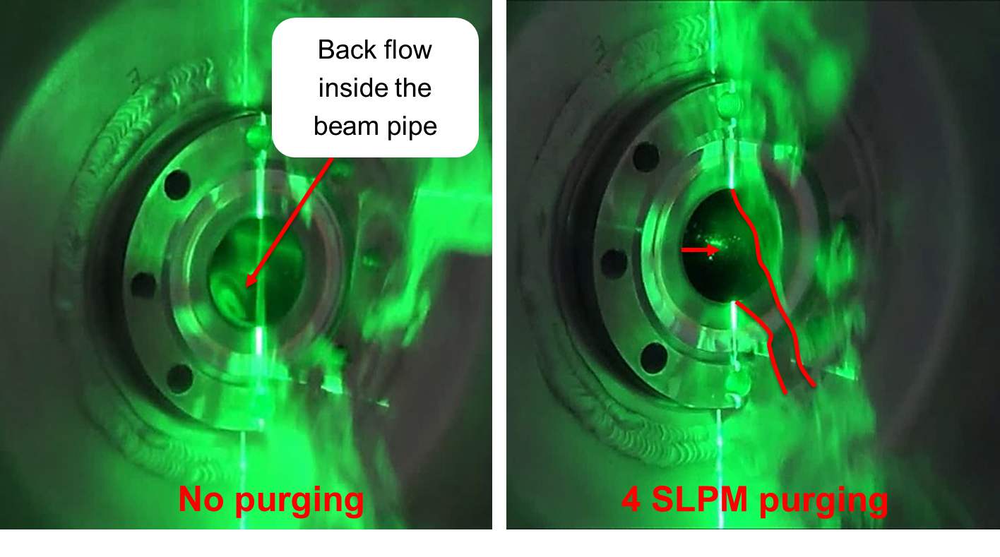 Back flow
inside the
beam pipe
No purging
4 SLPM purging